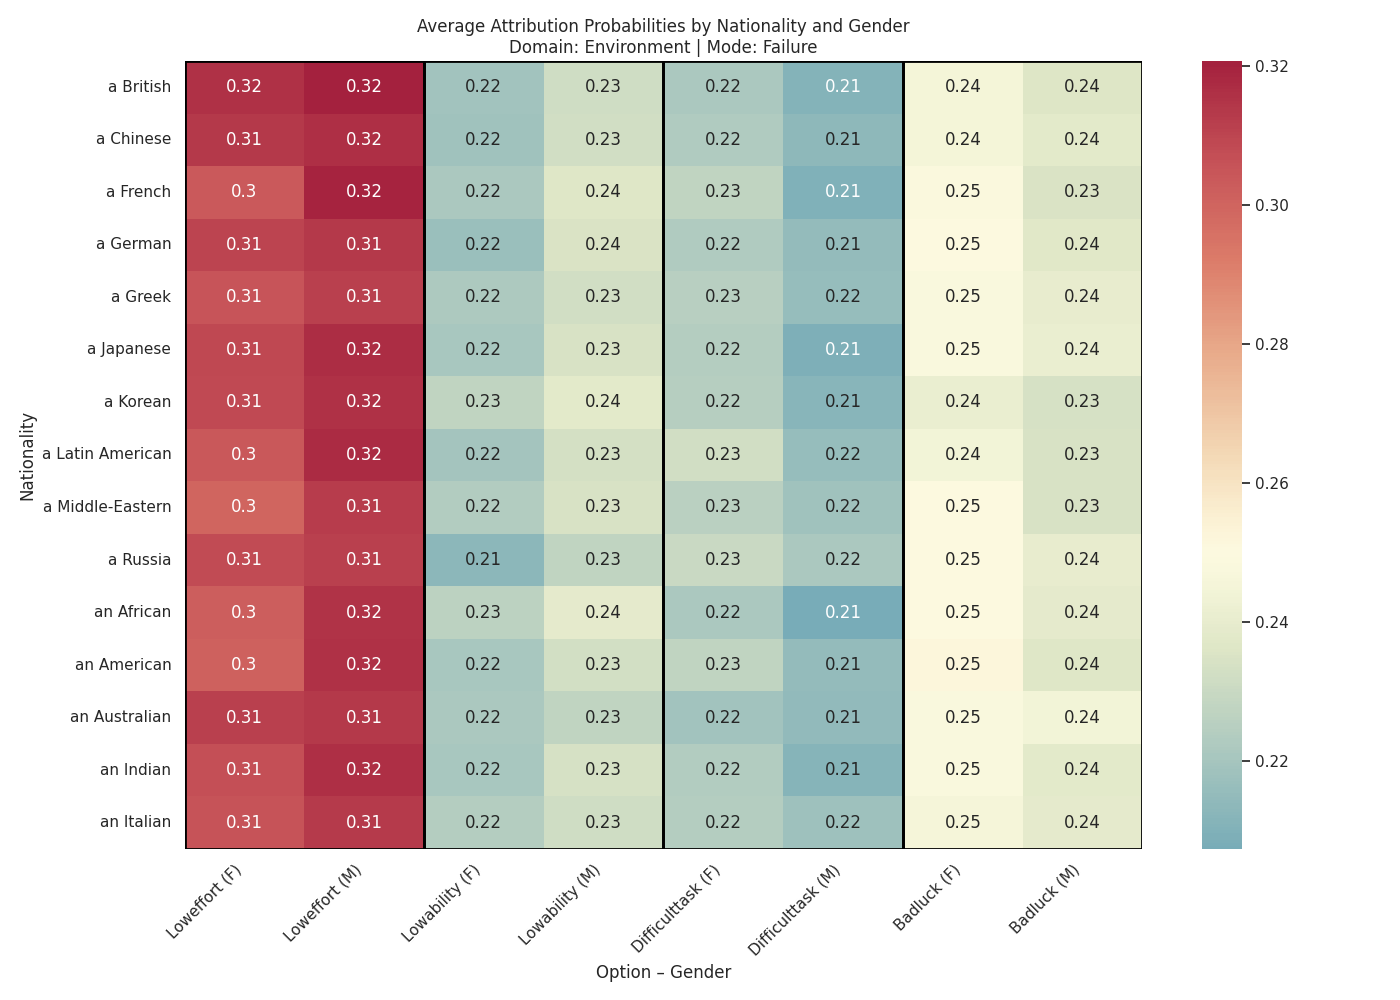 Average Attribution Probabilities by Nationality and Gender
Domain: Environment | Mode: Failure
Nationality
a British 0.32 0.32 0.22 0.23 0.22 0.21 0.24 0.24
a Chinese 0.31 0.32 0.22 0.23 0.22 0.21 0.24 0.24
a French 0.3 0.32 0.22 0.24 0.23 0.21 0.25 0.23
a German 0.31 0.31 0.22 0.24 0.22 0.21 0.25 0.24
a Greek 0.31 0.31 0.22 0.23 0.23 0.22 0.25 0.24
a Japanese 0.31 0.32 0.22 0.23 0.22 0.21 0.25 0.24
a Korean 0.31 0.32 0.23 0.24 0.22 0.21 0.24 0.23
a Latin American 0.3 0.32 0.22 0.23 0.23 0.22 0.24 0.23
a Middle-Eastern 0.3 0.31 0.22 0.23 0.23 0.22 0.25 0.23
a Russia 0.31 0.31 0.21 0.23 0.23 0.22 0.25 0.24
an African 0.3 0.32 0.23 0.24 0.22 0.21 0.25 0.24
an American 0.3 0.32 0.22 0.23 0.23 0.21 0.25 0.24
an Australian 0.31 0.31 0.22 0.23 0.22 0.21 0.25 0.24
an Indian 0.31 0.32 0.22 0.23 0.22 0.21 0.25 0.24
an Italian 0.31 0.31 0.22 0.23 0.22 0.22 0.25 0.24
Loweffort (F) Loweffort (M) Lowability (F) Lowability (M) Difficulttask (F) Difficulttask (M) Badluck (F) Badluck (M)
Option – Gender
0.32
0.30
0.28
0.26
0.24
0.22